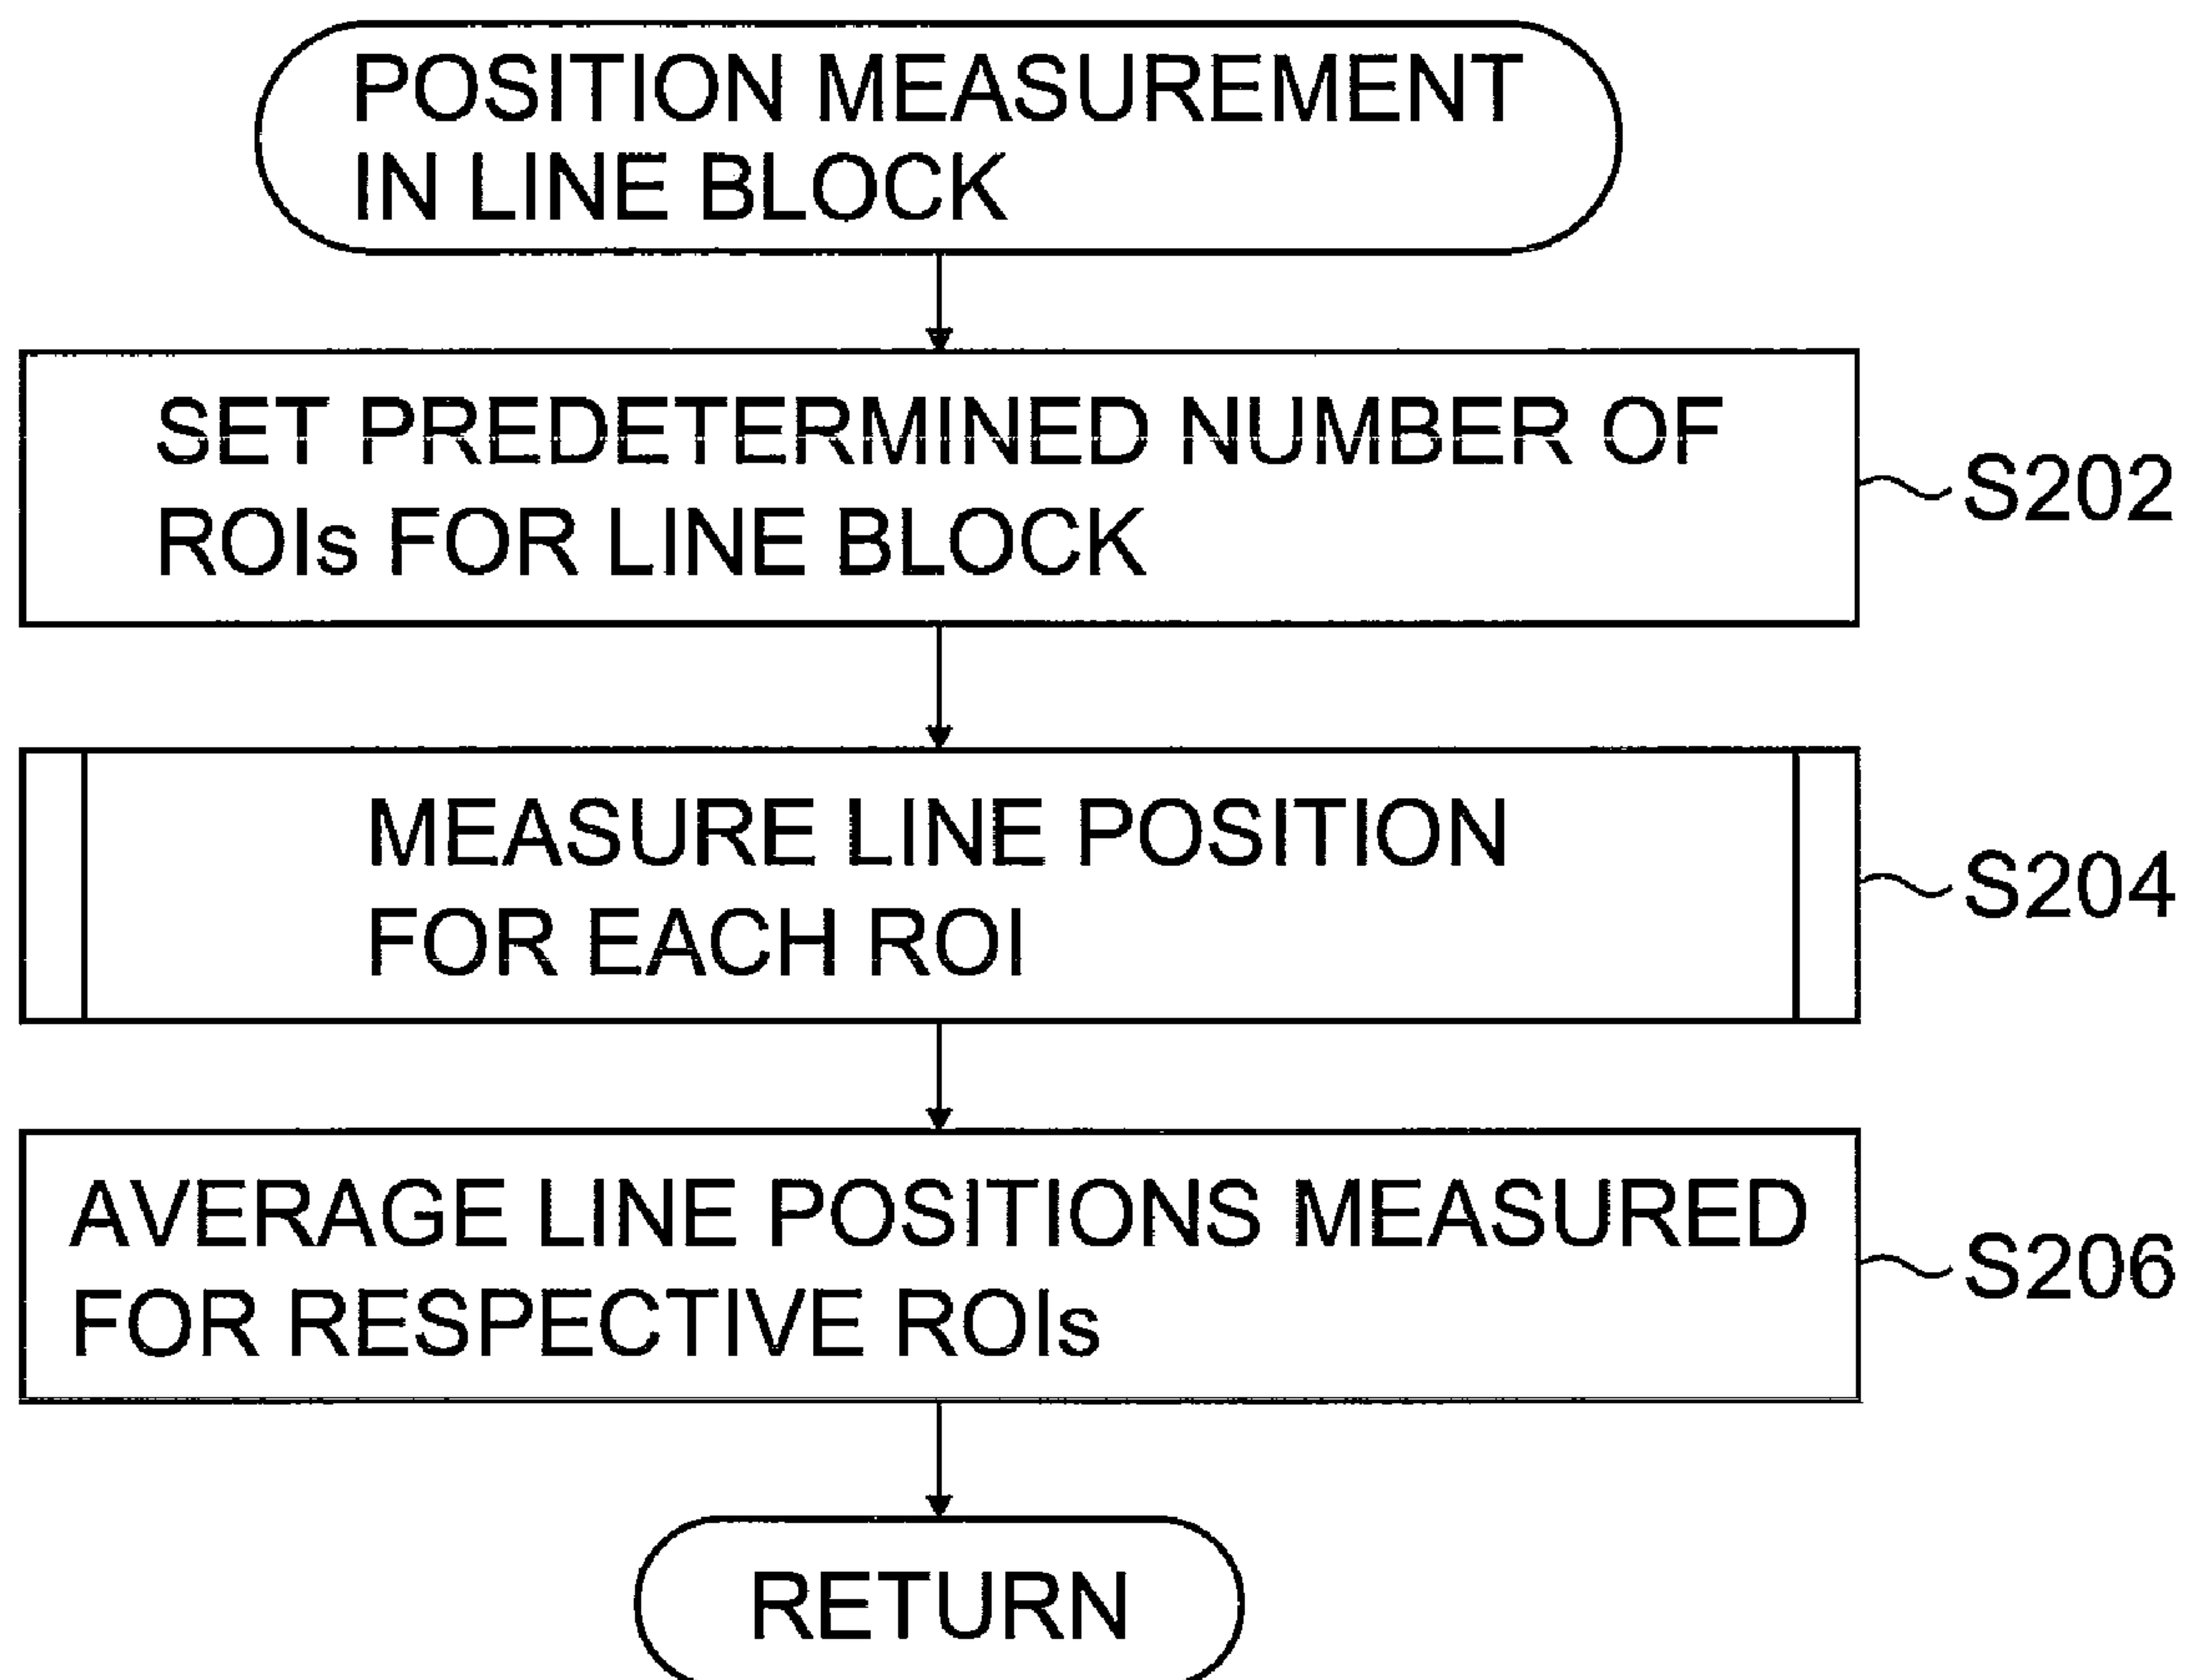 POSITION MEASUREMENT
IN LINE BLOCK
SET PREDETERMINED NUMBER OF
ROIs FOR LINE BLOCK
S202
MEASURE LINE POSITION
FOR EACH ROI
S204
AVERAGE LINE POSITIONS MEASURED
FOR RESPECTIVE ROIs
S206
RETURN